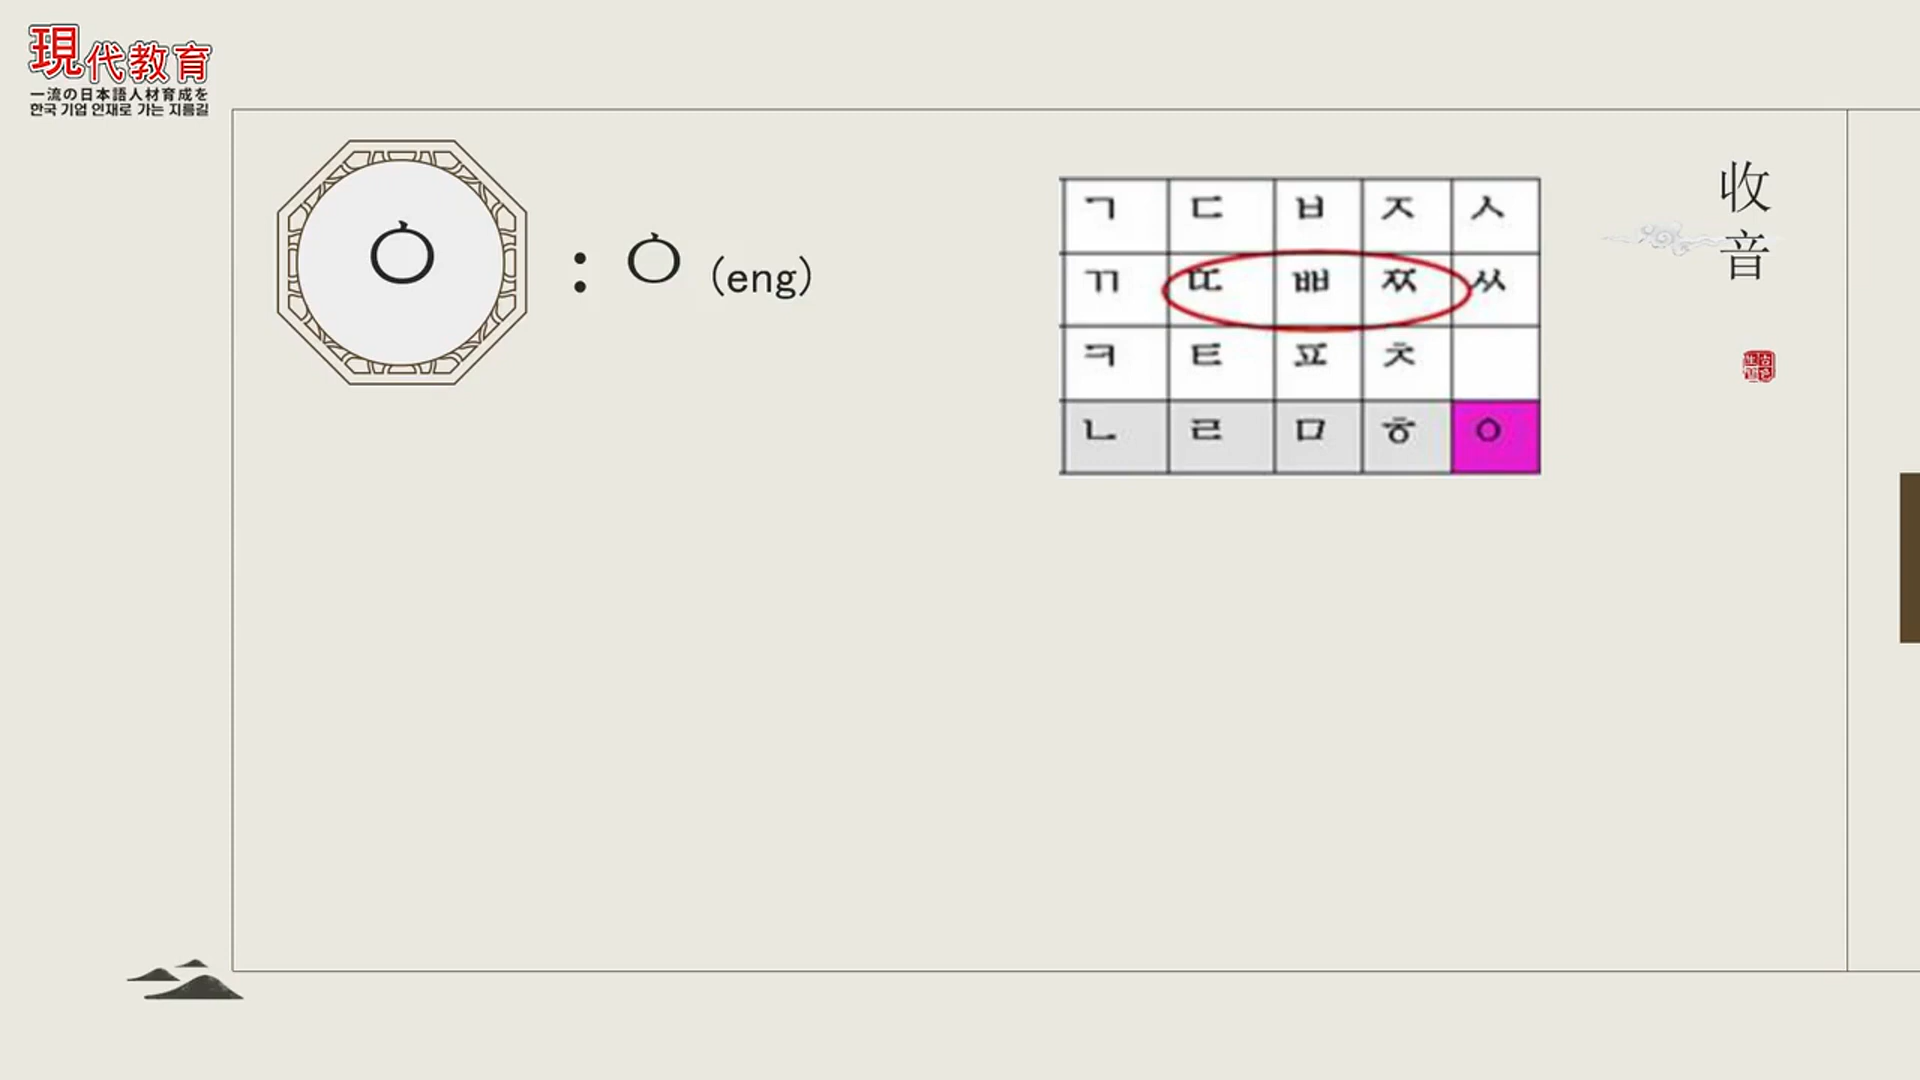 現代教育
一流の日本語人材育成を
한국 기업 인재로 가는 지름길
ㅇ : ㅇ (eng)
ㄱ ㄷ ㅂ ㅈ ㅅ
ㄲ ㄸ ㅃ ㅉ ㅆ
ㅋ ㅌ ㅍ ㅊ
ㄴ ㄹ ㅁ ㅎ ㅇ
收音